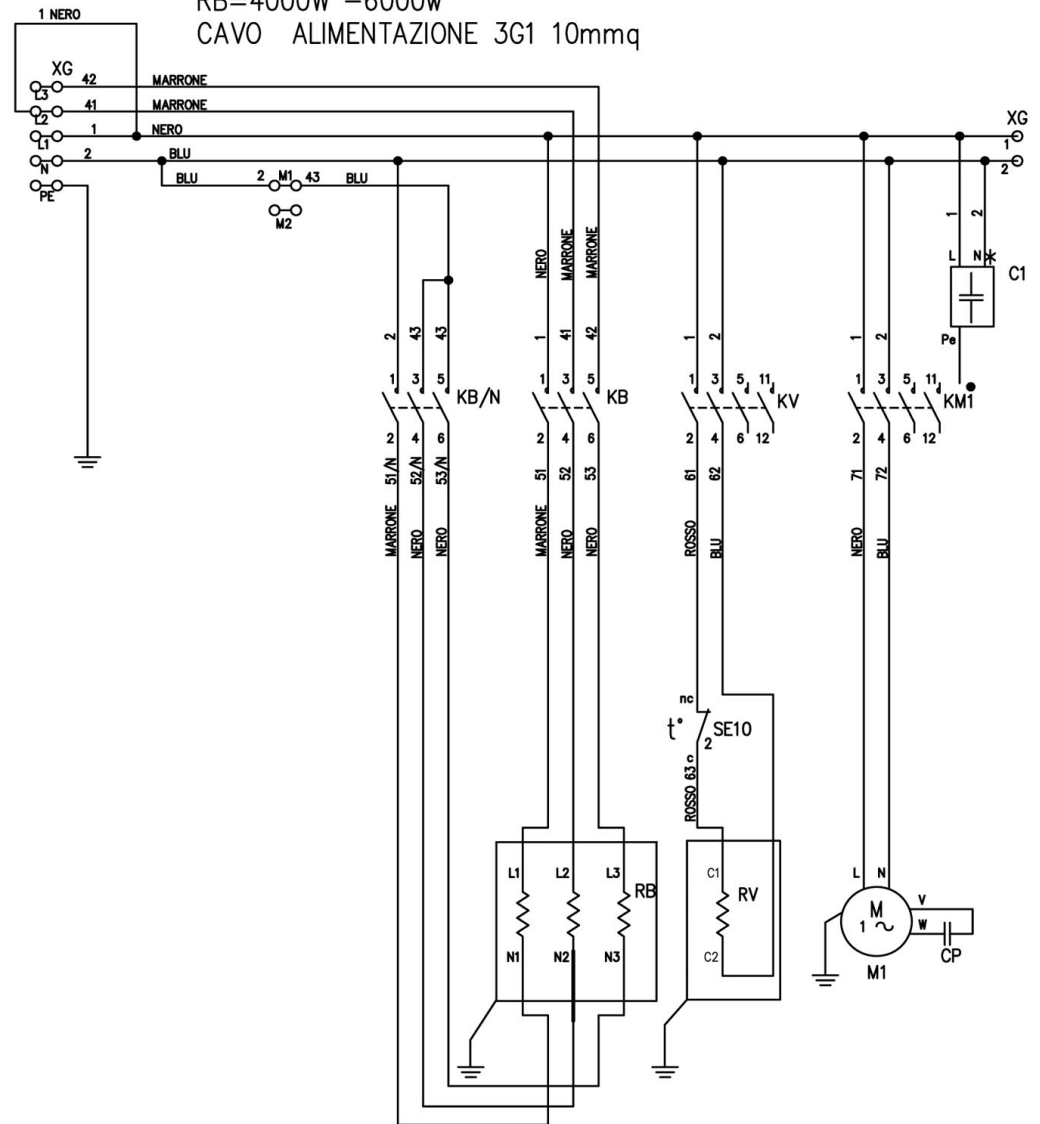 RB=4000W -6000W
CAVO ALIMENTAZIONE 3G1 10mmq
1 NERO
XG
42 MARRONE
L3
41 MARRONE
L2
1 NERO
L1
2 BLU
N
PE
BLU 2 M1 43 BLU
M2
XG
1
2
NERO
MARRONE
MARRONE
1
2
L N
C1
Pe
2
43
43
1
41
42
1
2
1
2
1 3 5
KB/N
2 4 6
1 3 5
KB
2 4 6
1 3 5 11
KV
2 4 6 12
1 3 5 11
KM1
2 4 6 12
51/N
52/N
53/N
51
52
53
61
62
71
72
MARRONE
NERO
NERO
MARRONE
NERO
NERO
ROSSO
BLU
NERO
BLU
nc
t° SE10
2
c
ROSSO 63
L1 L2 L3
RB
N1 N2 N3
C1
RV
C2
L N
M
1 ~
V
W
CP
M1